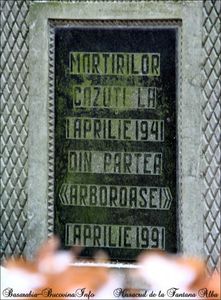 MORTIRILOR
CĂZUȚI LA
1 APRILIE 1941
DIN PARTEA
«ARBOROASEI»
1 APRILIE 1991
Basarabia-Bucovina.Info
Masacrul de la Fantana Alba